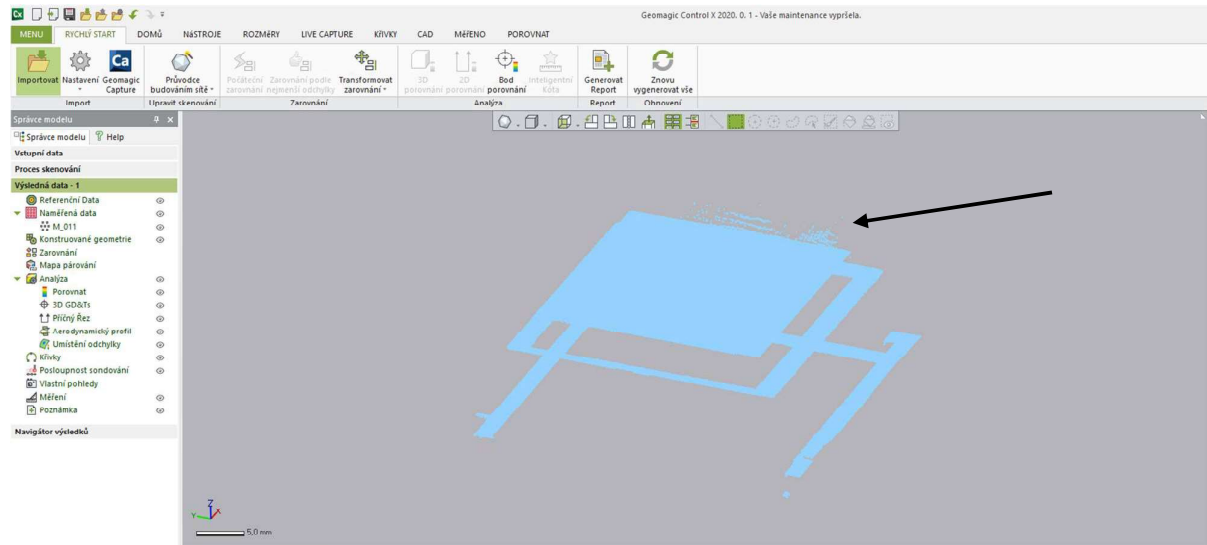 Cx
Geomagic Control X 2020. 0. 1 - Vaše maintenance vypršela.
MENU RYCHLÝ START DOMŮ NÁSTROJE ROZMĚRY LIVE CAPTURE KŘIVKY CAD MĚŘENO POROVNAT
Ca
Importovat Nastavení Geomagic Capture Průvodce budováním sítě Počáteční zarovnání Zarovnání podle nejmenší odchylky Transformovat zarovnání 3D porovnání 2D porovnání Bod porovnání Inteligentní Kóta Generovat Report Znovu vygenerovat vše
Import Upravit skenování Zarovnání Analýza Report Obnovení
Správce modelu
Správce modelu Help
Vstupní data
Proces skenování
Výsledná data - 1
Referenční Data
Naměřená data
M_011
Konstruované geometrie
Zarovnání
Mapa párování
Analýza
Porovnat
3D GD&Ts
Příčný Řez
Aerodynamický profil
Umístění odchylky
Křivky
Posloupnost sondování
Vlastní pohledy
Měření
Poznámka
Navigátor výsledků
Z
Y X
5,0 mm